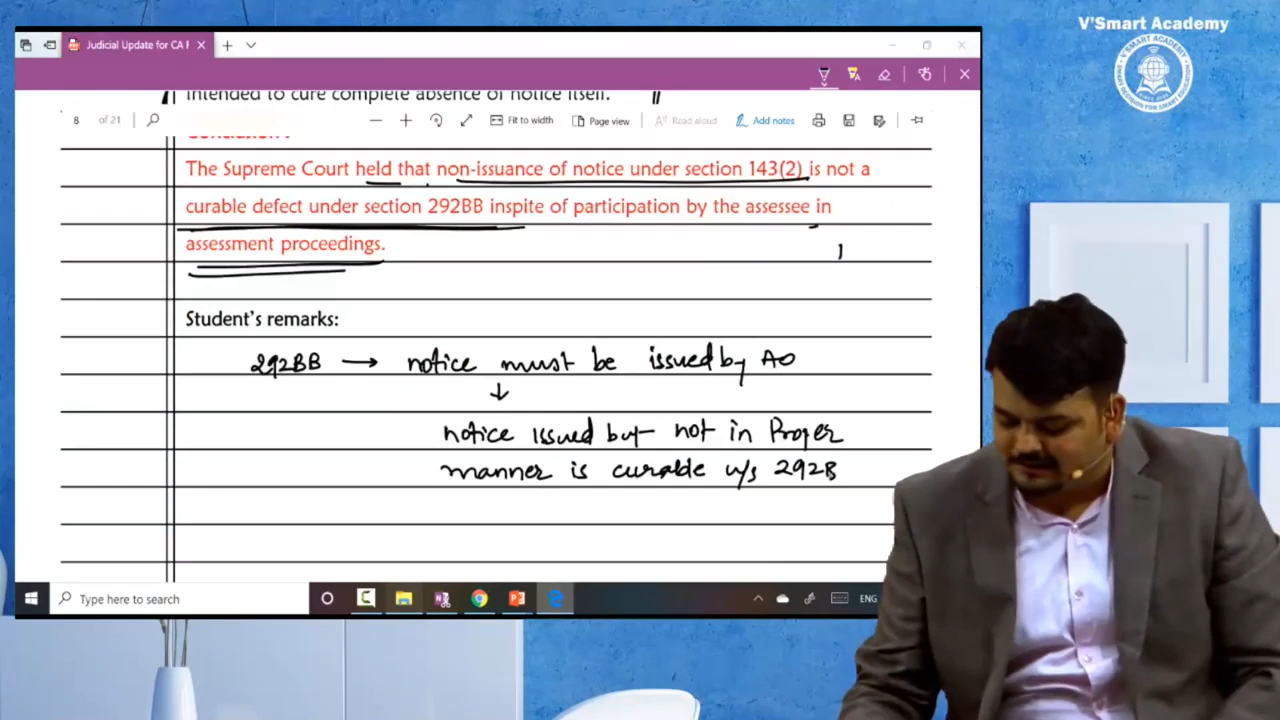 V'Smart Academy
Judicial Update for CA F
intended to cure complete absence of notice itself.
8 of 21 Fit to width Page view Read aloud Add notes
The Supreme Court held that non-issuance of notice under section 143(2) is not a
curable defect under section 292BB inspite of participation by the assessee in
assessment proceedings.
Student's remarks:
292BB → notice must be issued by AO
↓
notice issued but not in Proper
manner is curable u/s 292B
Type here to search
ENG